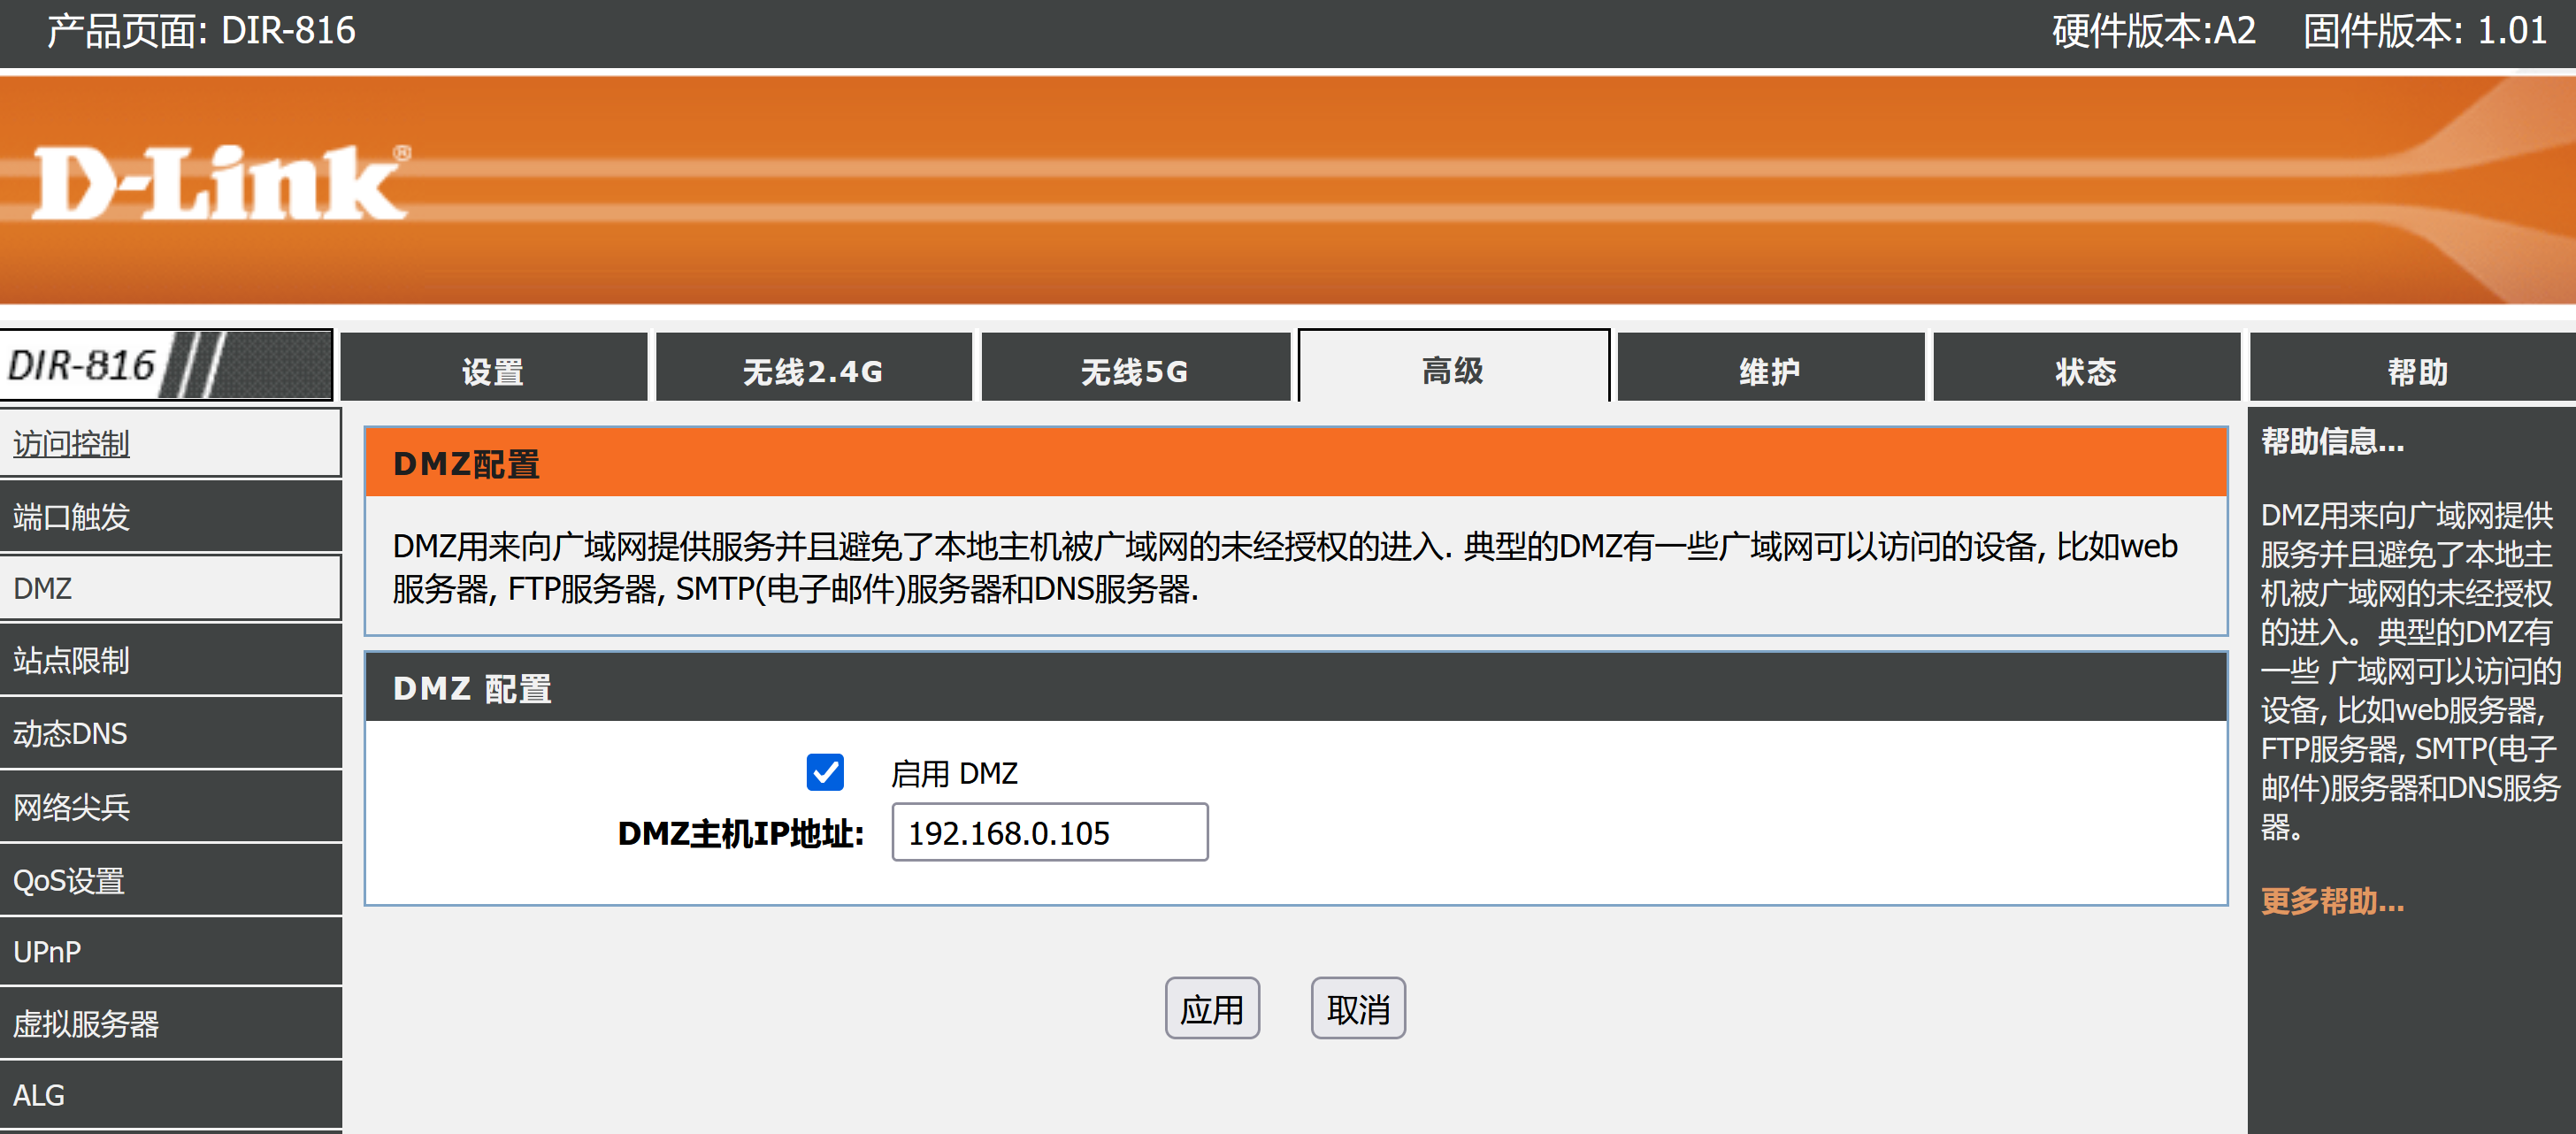 产品页面: DIR-816
硬件版本:A2 固件版本: 1.01
D-Link®
DIR-816
设置 无线2.4G 无线5G 高级 维护 状态 帮助
访问控制
端口触发
DMZ
站点限制
动态DNS
网络尖兵
QoS设置
UPnP
虚拟服务器
ALG
DMZ配置
DMZ用来向广域网提供服务并且避免了本地主机被广域网的未经授权的进入. 典型的DMZ有一些广域网可以访问的设备, 比如web
服务器, FTP服务器, SMTP(电子邮件)服务器和DNS服务器.
DMZ 配置
启用 DMZ
DMZ主机IP地址: 192.168.0.105
应用 取消
帮助信息...
DMZ用来向广域网提供
服务并且避免了本地主
机被广域网的未经授权
的进入。典型的DMZ有
一些 广域网可以访问的
设备, 比如web服务器,
FTP服务器, SMTP(电子
邮件)服务器和DNS服务
器。
更多帮助...